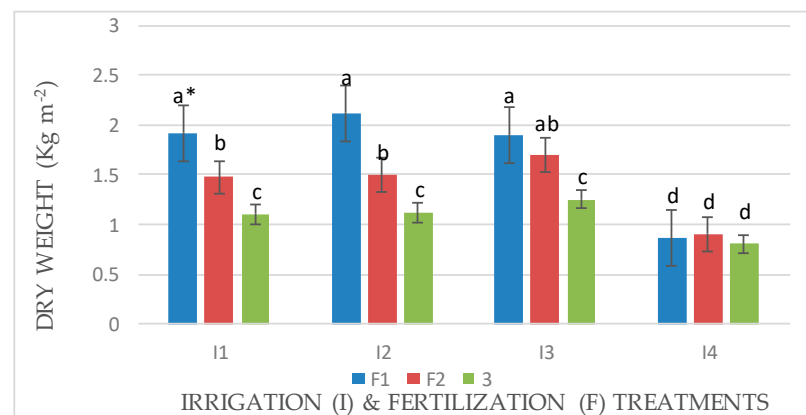 DRY WEIGHT (Kg m-2)
3
2.5
2
1.5
1
0.5
0
a*
b
c
a
b
c
a
ab
c
d
d
d
I1 I2 I3 I4
F1 F2 3
IRRIGATION (I) & FERTILIZATION (F) TREATMENTS